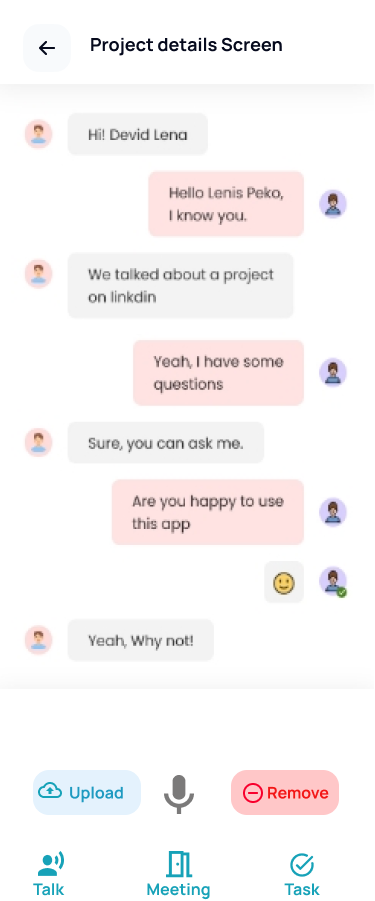 Project details Screen
Hi! Devid Lena
Hello Lenis Peko,
I know you.
We talked about a project
on linkdin
Yeah, I have some
questions
Sure, you can ask me.
Are you happy to use
this app
Yeah, Why not!
Upload
Remove
Talk
Meeting
Task